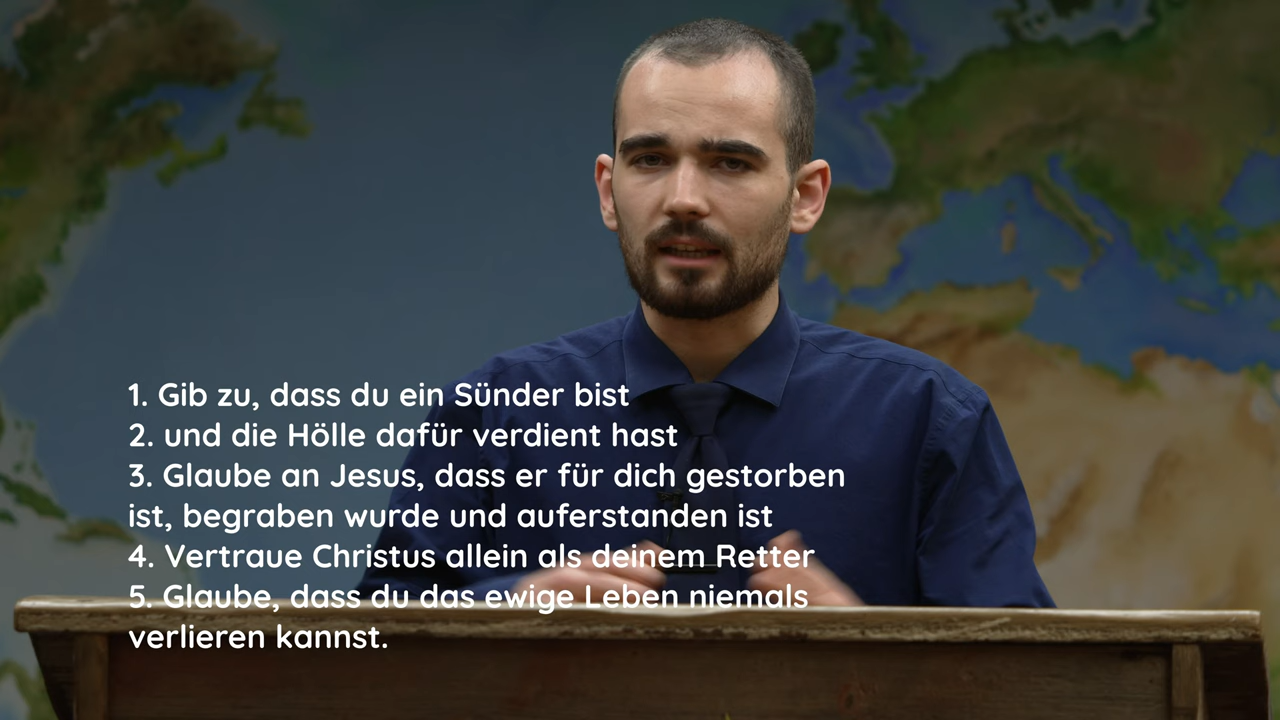 1. Gib zu, dass du ein Sünder bist
2. und die Hölle dafür verdient hast
3. Glaube an Jesus, dass er für dich gestorben
ist, begraben wurde und auferstanden ist
4. Vertraue Christus allein als deinem Retter
5. Glaube, dass du das ewige Leben niemals
verlieren kannst.